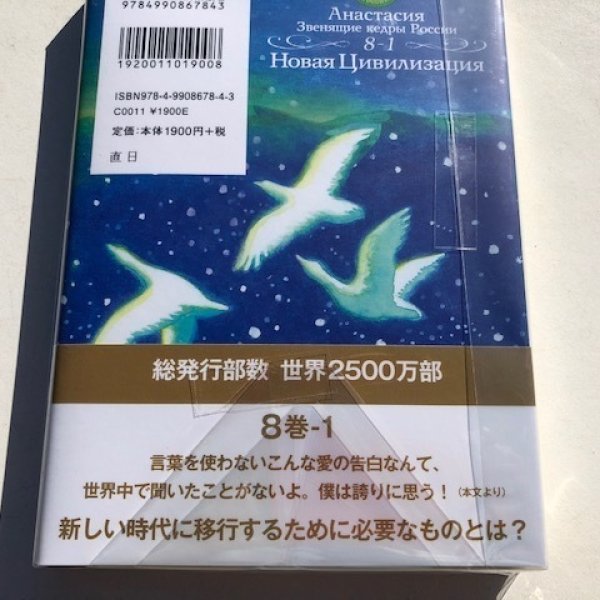 9784990867843
1920011019008
ISBN978-4-9908678-4-3
C0011 ¥1900E
定価:本体1900円+税
直 日
Анастасия
Звенящие кедры России
8-1
Новая Цивилизация
総発行部数 世界2500万部
8巻-1
言葉を使わないこんな愛の告白なんて、
世界中で聞いたことがないよ。僕は誇りに思う!(本文より)
新しい時代に移行するために必要なものとは?